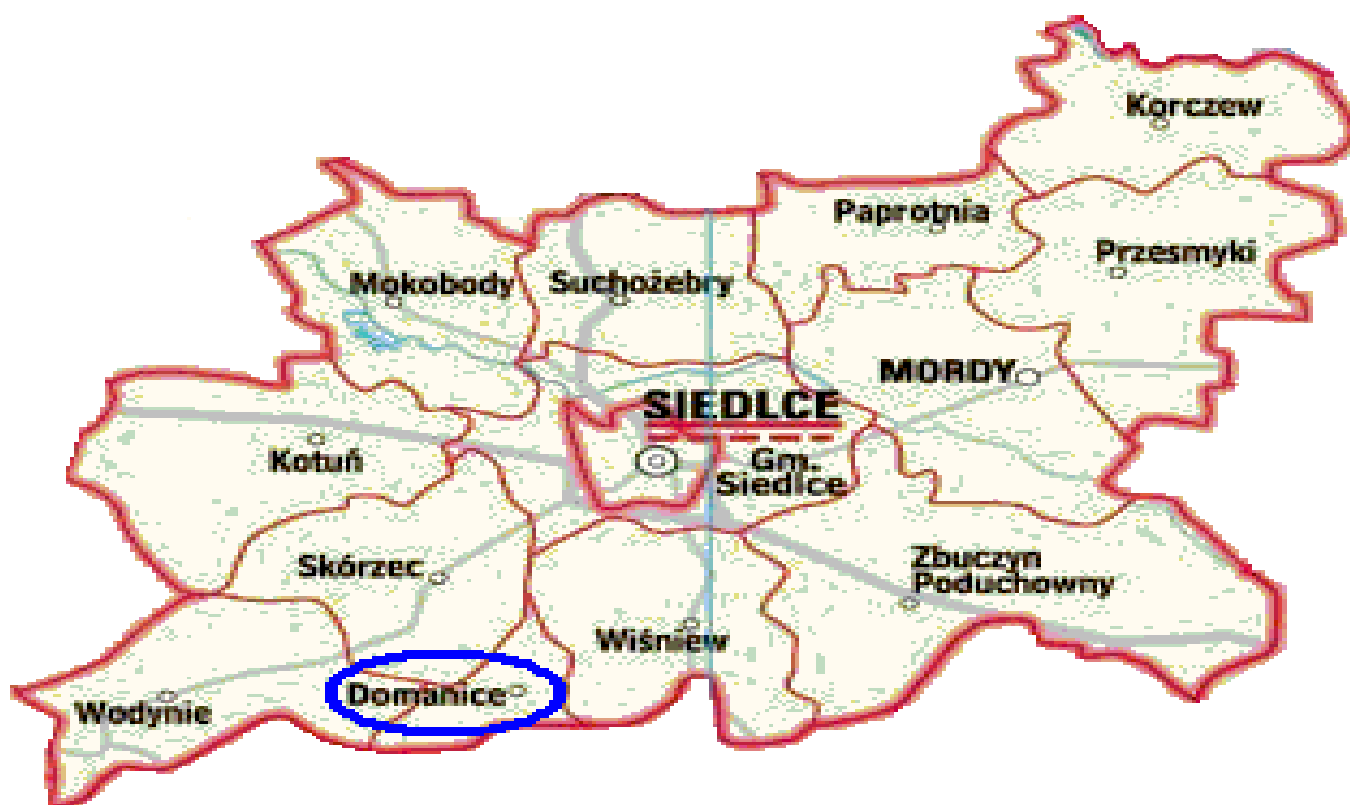 Korczew
Paprotnia
Przesmyki
Mokobody
Suchożebry
MORDY
SIEDLCE
Kotuń
Gm.
Siedlce
Skórzec
Zbuczyn
Poduchowny
Wiśniew
Domanice
Wodynie